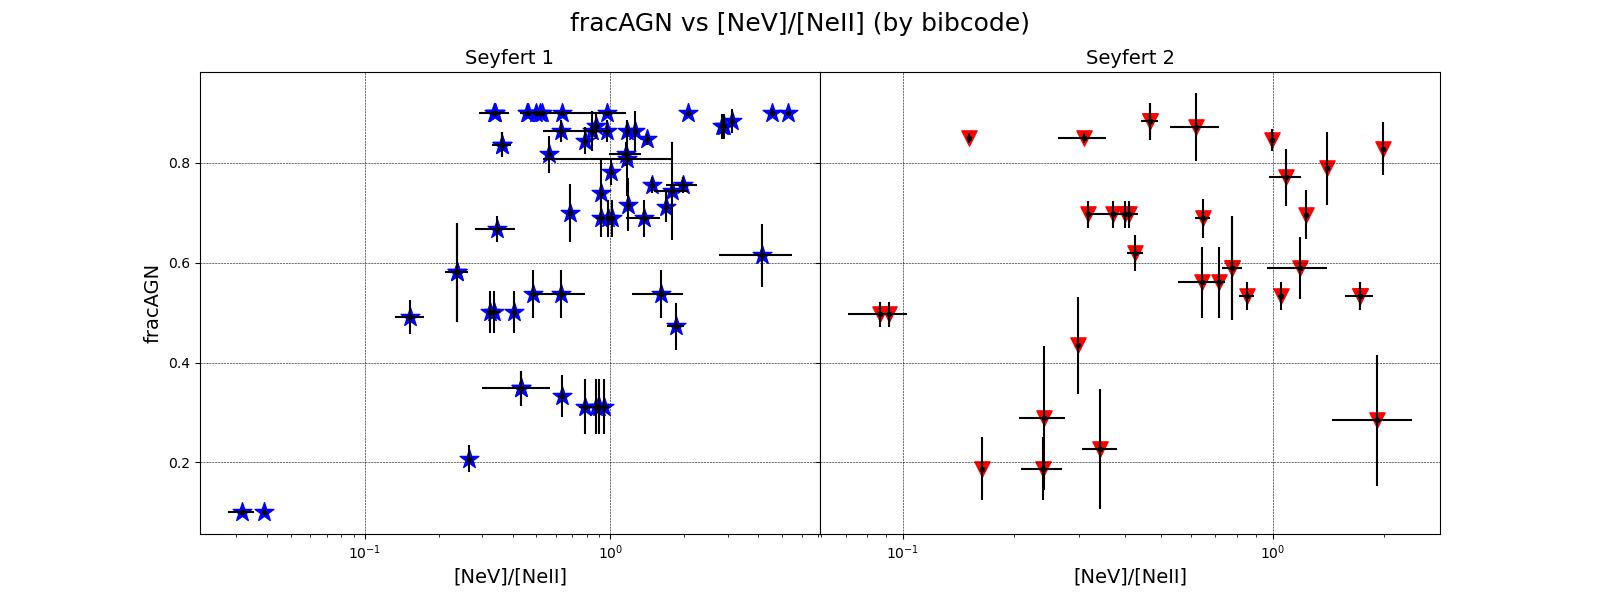 fracAGN vs [NeV]/[NeII] (by bibcode)
Seyfert 1
Seyfert 2
fracAGN
0.8
0.6
0.4
0.2
10⁻¹
10⁰
10⁻¹
10⁰
[NeV]/[NeII]
[NeV]/[NeII]